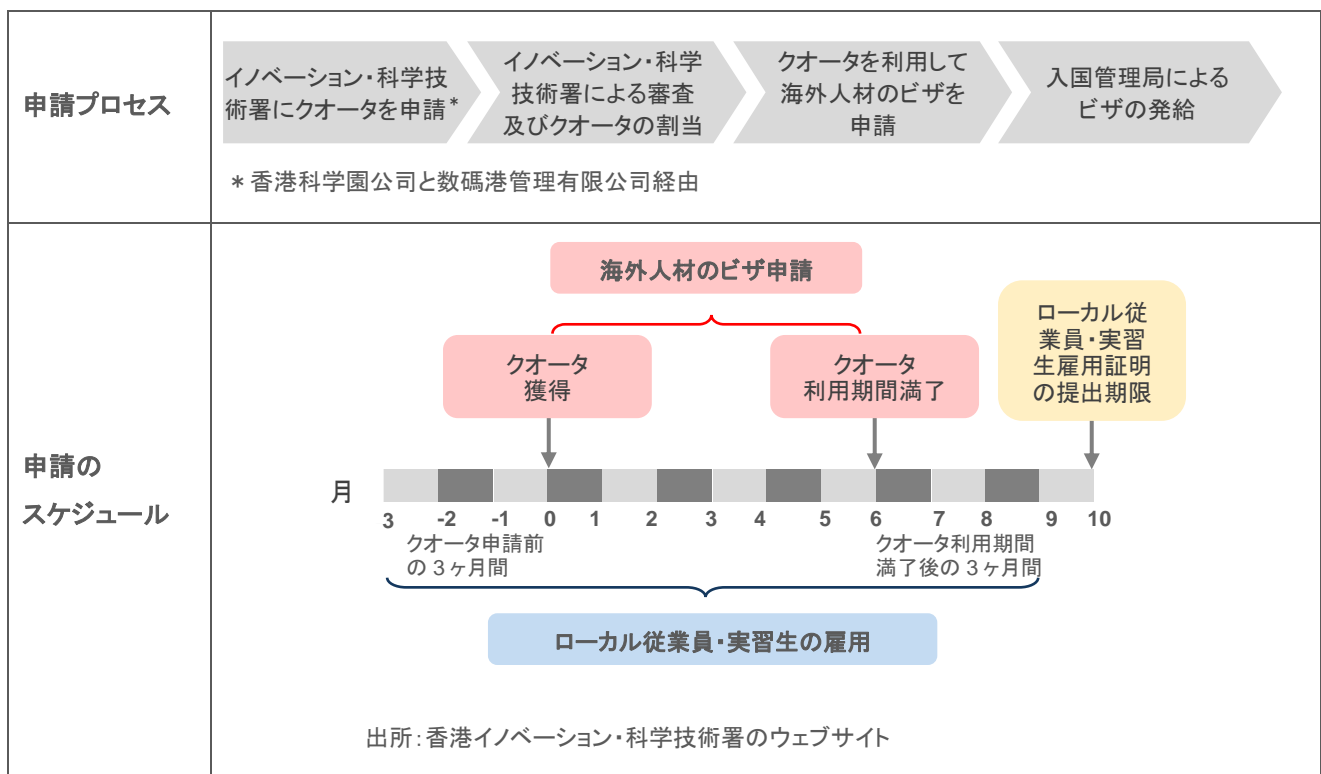 申請プロセス
イノベーション・科学技
術署にクオータを申請*
イノベーション・科学
技術署による審査
及びクオータの割当
クオータを利用して
海外人材のビザを
申請
入国管理局による
ビザの発給
* 香港科学園公司と数碼港管理有限公司経由
申請の
スケジュール
海外人材のビザ申請
クオータ
獲得
クオータ
利用期間満了
ローカル従
業員・実習
生雇用証明
の提出期限
月
3 -2 -1 0 1 2 3 4 5 6 7 8 9 10
クオータ申請前
の 3 ヶ月間
クオータ利用期間
満了後の 3 ヶ月間
ローカル従業員・実習生の雇用
出所：香港イノベーション・科学技術署のウェブサイト